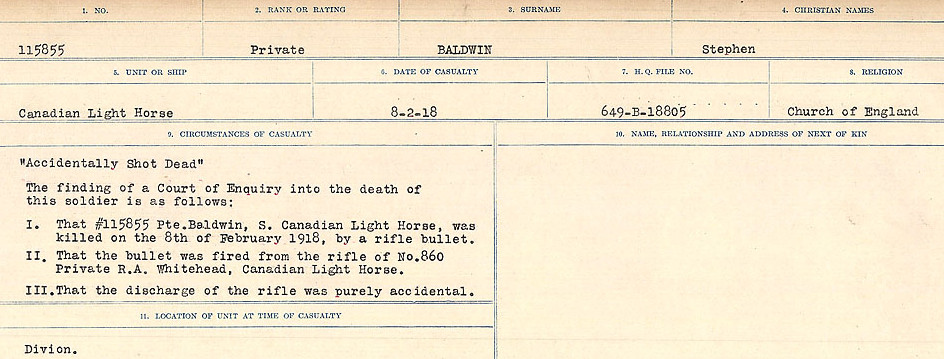 1. NO. 2. RANK OR RATING 3. SURNAME 4. CHRISTIAN NAMES
115855 Private BALDWIN Stephen
5. UNIT OR SHIP 6. DATE OF CASUALTY 7. H.Q. FILE NO. 8. RELIGION
Canadian Light Horse 8-2-18 649-B-18805 Church of England
9. CIRCUMSTANCES OF CASUALTY 10. NAME, RELATIONSHIP AND ADDRESS OF NEXT OF KIN
"Accidentally Shot Dead"
The finding of a Court of Enquiry into the death of
this soldier is as follows:
I. That #115855 Pte.Baldwin, S. Canadian Light Horse, was
killed on the 8th of February 1918, by a rifle bullet.
II. That the bullet was fired from the rifle of No.860
Private R.A. Whitehead, Canadian Light Horse.
III.That the discharge of the rifle was purely accidental.
11. LOCATION OF UNIT AT TIME OF CASUALTY
Divion.